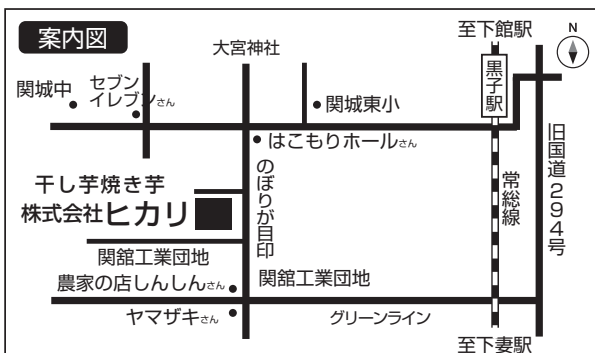 案内図
大宮神社
至下館駅
N
関城中
セブン
イレブンさん
関城東小
黒子駅
はこもりホールさん
のぼりが目印
干し芋焼き芋
株式会社ヒカリ
常総線
旧国道294号
関舘工業団地
農家の店しんしんさん
関舘工業団地
ヤマザキさん
グリーンライン
至下妻駅